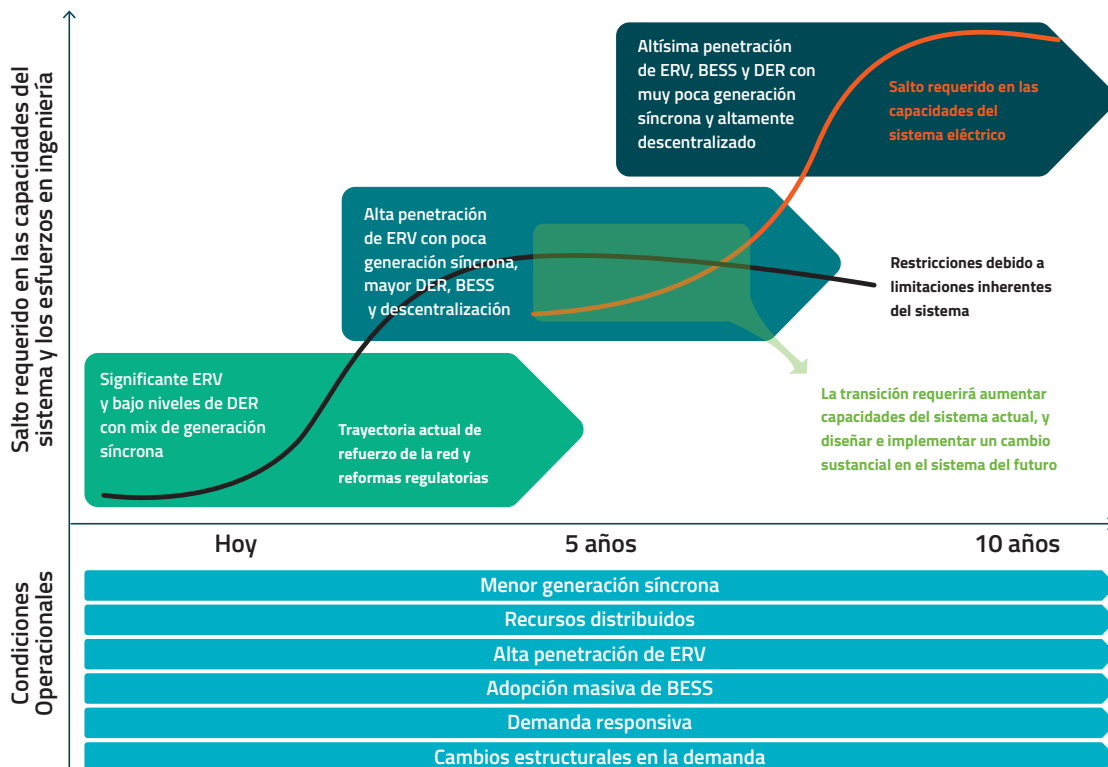 Salto requerido en las capacidades del
sistema y los esfuerzos en ingeniería
Altísima penetración
de ERV, BESS y DER con
muy poca generación
síncrona y altamente
descentralizado
Salto requerido en las
capacidades del
sistema eléctrico
Alta penetración
de ERV con poca
generación síncrona,
mayor DER, BESS
y descentralización
Restricciones debido a
limitaciones inherentes
del sistema
Significante ERV
y bajo niveles de DER
con mix de generación
síncrona
Trayectoria actual de
refuerzo de la red y
reformas regulatorias
La transición requerirá aumentar
capacidades del sistema actual, y
diseñar e implementar un cambio
sustancial en el sistema del futuro
Hoy
5 años
10 años
Condiciones
Operacionales
Menor generación síncrona
Recursos distribuidos
Alta penetración de ERV
Adopción masiva de BESS
Demanda responsiva
Cambios estructurales en la demanda